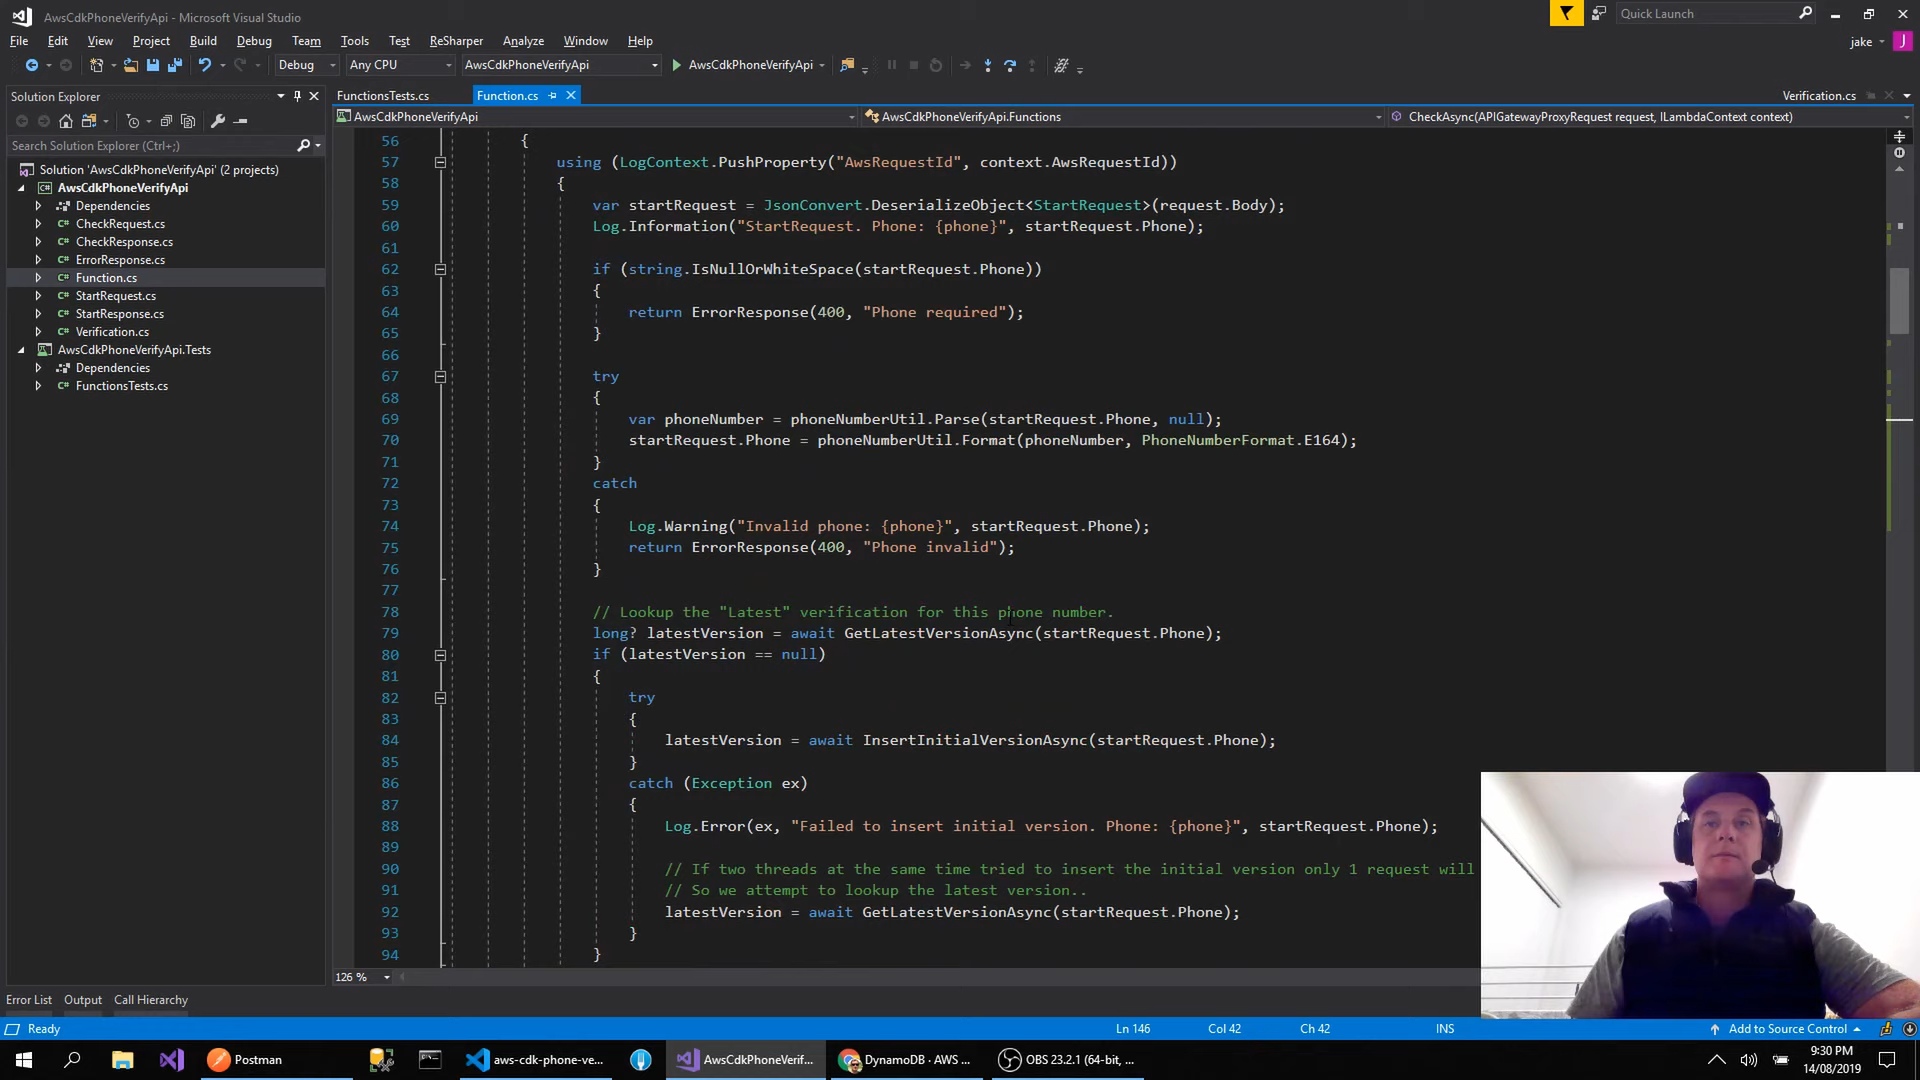 AwsCdkPhoneVerifyApi - Microsoft Visual Studio
Quick Launch
File Edit View Project Build Debug Team Tools Test ReSharper Analyze Window Help
jake J
Debug Any CPU AwsCdkPhoneVerifyApi AwsCdkPhoneVerifyApi
Solution Explorer
FunctionsTests.cs Function.cs Verification.cs
AwsCdkPhoneVerifyApi AwsCdkPhoneVerifyApi.Functions CheckAsync(APIGatewayProxyRequest request, ILambdaContext context)
Search Solution Explorer (Ctrl+;)
Solution 'AwsCdkPhoneVerifyApi' (2 projects)
AwsCdkPhoneVerifyApi
Dependencies
C# CheckRequest.cs
C# CheckResponse.cs
C# ErrorResponse.cs
C# Function.cs
C# StartRequest.cs
C# StartResponse.cs
C# Verification.cs
AwsCdkPhoneVerifyApi.Tests
Dependencies
C# FunctionsTests.cs
56 {
57 using (LogContext.PushProperty("AwsRequestId", context.AwsRequestId))
58 {
59 var startRequest = JsonConvert.DeserializeObject<StartRequest>(request.Body);
60 Log.Information("StartRequest. Phone: {phone}", startRequest.Phone);
61
62 if (string.IsNullOrWhiteSpace(startRequest.Phone))
63 {
64 return ErrorResponse(400, "Phone required");
65 }
66
67 try
68 {
69 var phoneNumber = phoneNumberUtil.Parse(startRequest.Phone, null);
70 startRequest.Phone = phoneNumberUtil.Format(phoneNumber, PhoneNumberFormat.E164);
71 }
72 catch
73 {
74 Log.Warning("Invalid phone: {phone}", startRequest.Phone);
75 return ErrorResponse(400, "Phone invalid");
76 }
77
78 // Lookup the "Latest" verification for this phone number.
79 long? latestVersion = await GetLatestVersionAsync(startRequest.Phone);
80 if (latestVersion == null)
81 {
82 try
83 {
84 latestVersion = await InsertInitialVersionAsync(startRequest.Phone);
85 }
86 catch (Exception ex)
87 {
88 Log.Error(ex, "Failed to insert initial version. Phone: {phone}", startRequest.Phone);
89
90 // If two threads at the same time tried to insert the initial version only 1 request will
91 // So we attempt to lookup the latest version..
92 latestVersion = await GetLatestVersionAsync(startRequest.Phone);
93 }
94 }
126 %
Error List Output Call Hierarchy
Ready Ln 146 Col 42 Ch 42 INS Add to Source Control
Postman aws-cdk-phone-ve... AwsCdkPhoneVerif... DynamoDB · AWS ... OBS 23.2.1 (64-bit, ...
9:30 PM
14/08/2019